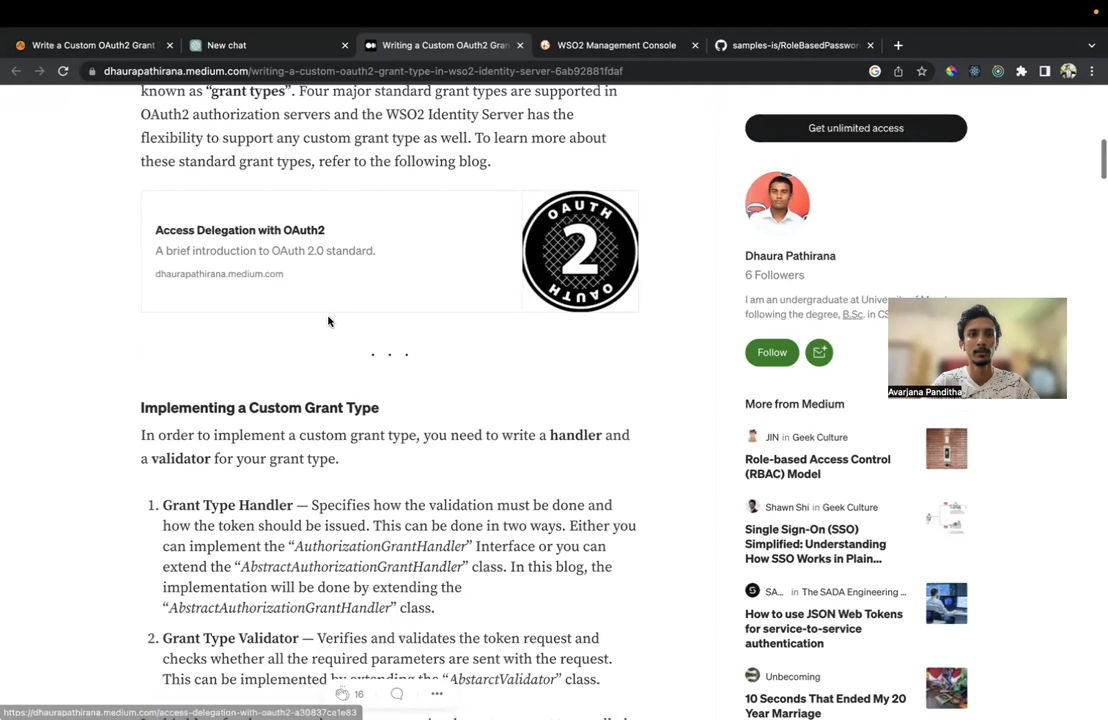 Write a Custom OAuth2 Grant
New chat
Writing a Custom OAuth2 Gran
WSO2 Management Console
samples-is/RoleBasedPasswor
dhaurapathirana.medium.com/writing-a-custom-oauth2-grant-type-in-wso2-identity-server-6ab92881fdaf
known as “grant types”. Four major standard grant types are supported in
OAuth2 authorization servers and the WSO2 Identity Server has the
flexibility to support any custom grant type as well. To learn more about
these standard grant types, refer to the following blog.
Access Delegation with OAuth2
A brief introduction to OAuth 2.0 standard.
dhaurapathirana.medium.com
OAUTH
2
OAUTH
Implementing a Custom Grant Type
In order to implement a custom grant type, you need to write a handler and
a validator for your grant type.
1. Grant Type Handler — Specifies how the validation must be done and
how the token should be issued. This can be done in two ways. Either you
can implement the “AuthorizationGrantHandler” Interface or you can
extend the “AbstractAuthorizationGrantHandler” class. In this blog, the
implementation will be done by extending the
“AbstractAuthorizationGrantHandler” class.
2. Grant Type Validator — Verifies and validates the token request and
checks whether all the required parameters are sent with the request.
This can be implemented by extending the “AbstarctValidator” class.
16
https://dhaurapathirana.medium.com/access-delegation-with-oauth2-a30837ce1e83
Get unlimited access
Dhaura Pathirana
6 Followers
I am an undergraduate at University of
following the degree, B.Sc. in CS
Follow
Avarjana Panditha
More from Medium
JIN in Geek Culture
Role-based Access Control
(RBAC) Model
Shawn Shi in Geek Culture
Single Sign-On (SSO)
Simplified: Understanding
How SSO Works in Plain...
SA... in The SADA Engineering ...
How to use JSON Web Tokens
for service-to-service
authentication
Unbecoming
10 Seconds That Ended My 20
Year Marriage